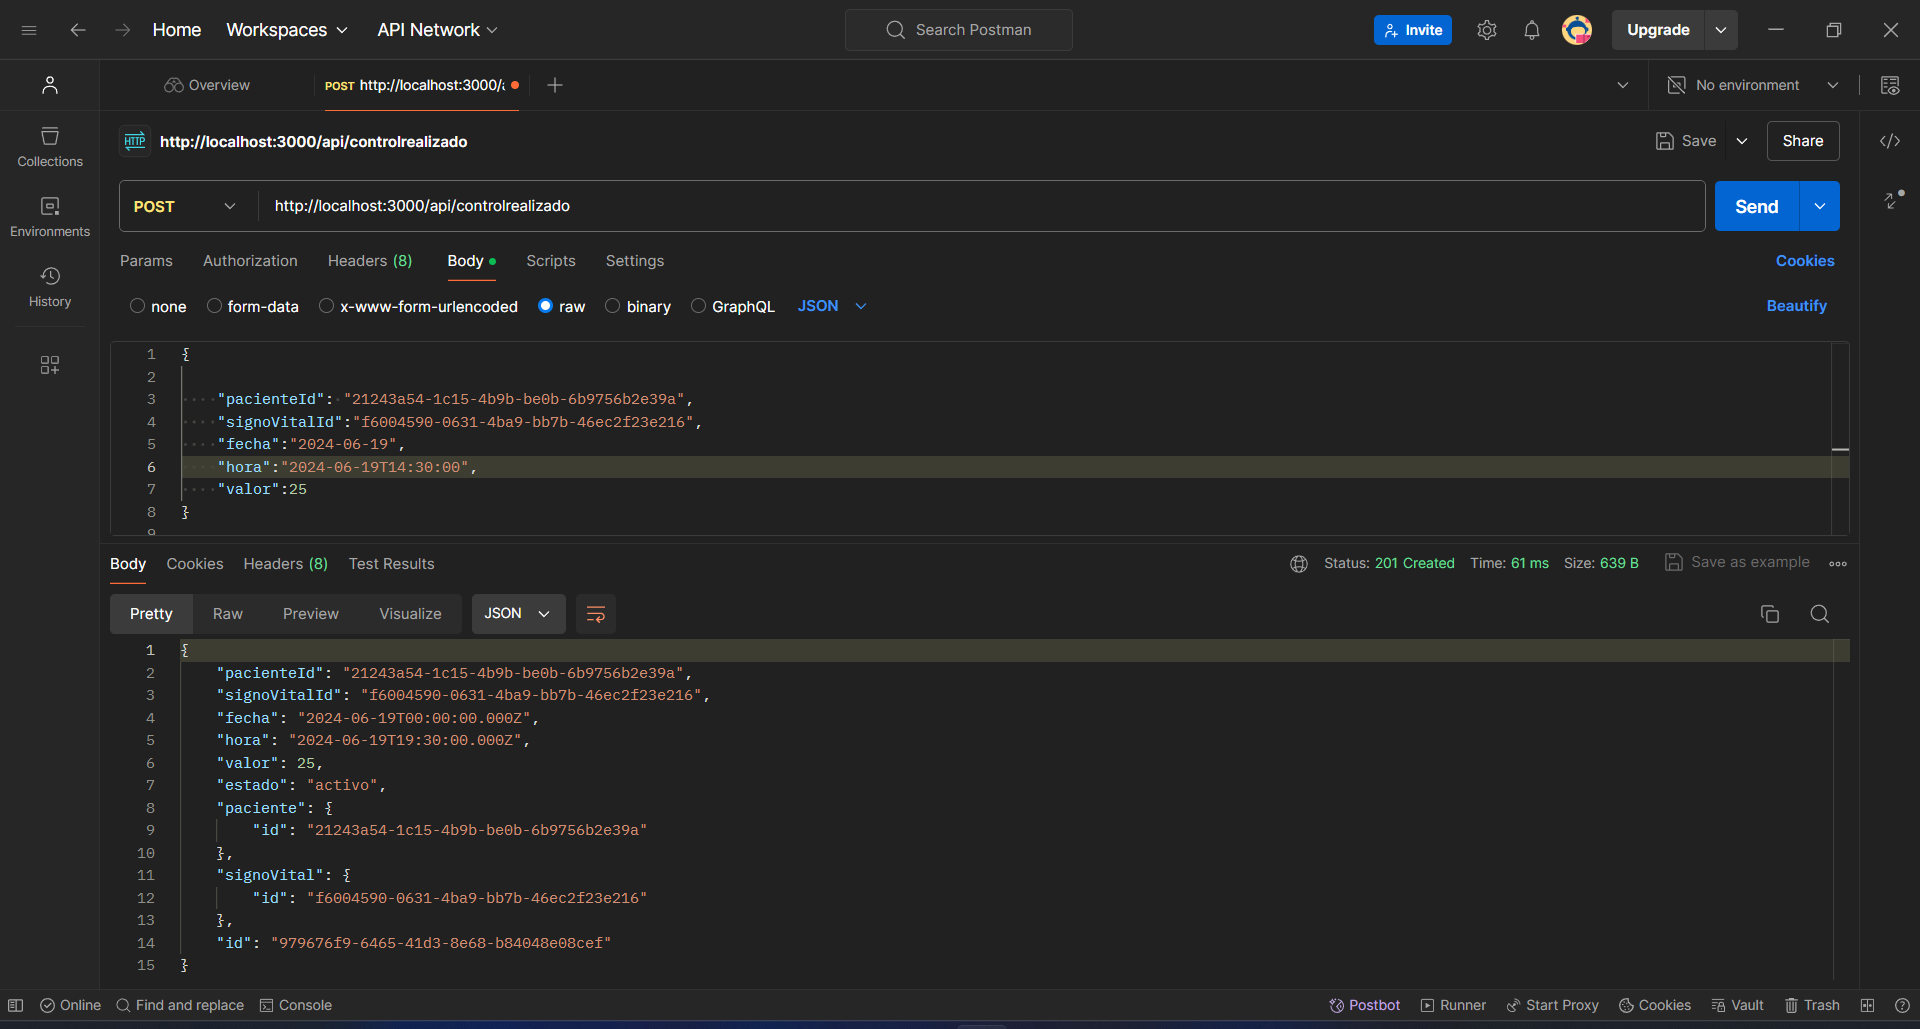 Home Workspaces API Network Search Postman Invite Upgrade
Overview POST http://localhost:3000/a No environment
HTTP http://localhost:3000/api/controlrealizado Save Share
Collections
Environments
History
POST http://localhost:3000/api/controlrealizado Send
Params Authorization Headers (8) Body Scripts Settings Cookies
none form-data x-www-form-urlencoded raw binary GraphQL JSON Beautify
1 {
2
3 "pacienteId": "21243a54-1c15-4b9b-be0b-6b9756b2e39a",
4 "signoVitalId":"f6004590-0631-4ba9-bb7b-46ec2f23e216",
5 "fecha":"2024-06-19",
6 "hora":"2024-06-19T14:30:00",
7 "valor":25
8 }
9
Body Cookies Headers (8) Test Results Status: 201 Created Time: 61 ms Size: 639 B Save as example
Pretty Raw Preview Visualize JSON
1 {
2 "pacienteId": "21243a54-1c15-4b9b-be0b-6b9756b2e39a",
3 "signoVitalId": "f6004590-0631-4ba9-bb7b-46ec2f23e216",
4 "fecha": "2024-06-19T00:00:00.000Z",
5 "hora": "2024-06-19T19:30:00.000Z",
6 "valor": 25,
7 "estado": "activo",
8 "paciente": {
9 "id": "21243a54-1c15-4b9b-be0b-6b9756b2e39a"
10 },
11 "signoVital": {
12 "id": "f6004590-0631-4ba9-bb7b-46ec2f23e216"
13 },
14 "id": "979676f9-6465-41d3-8e68-b84048e08cef"
15 }
Online Find and replace Console Postbot Runner Start Proxy Cookies Vault Trash